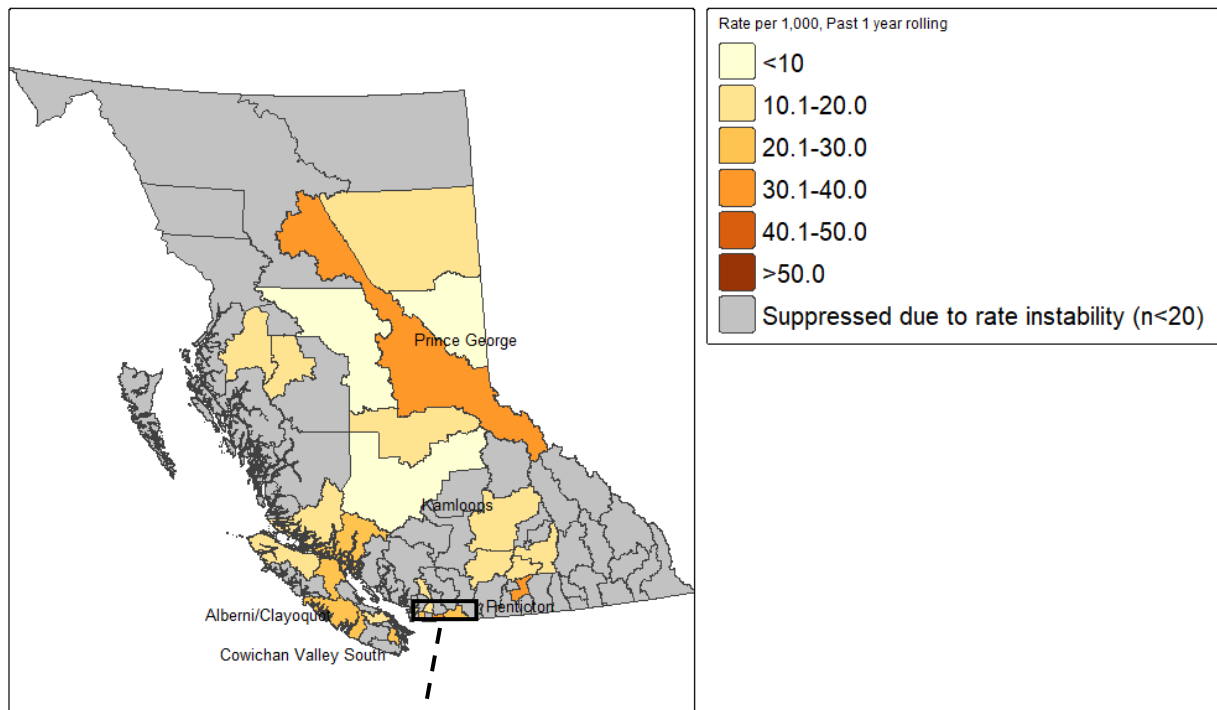 Rate per 1,000, Past 1 year rolling
<10
10.1-20.0
20.1-30.0
30.1-40.0
40.1-50.0
>50.0
Suppressed due to rate instability (n<20)
Prince George
Kamloops
Penticton
Alberni/Clayoquot
Cowichan Valley South